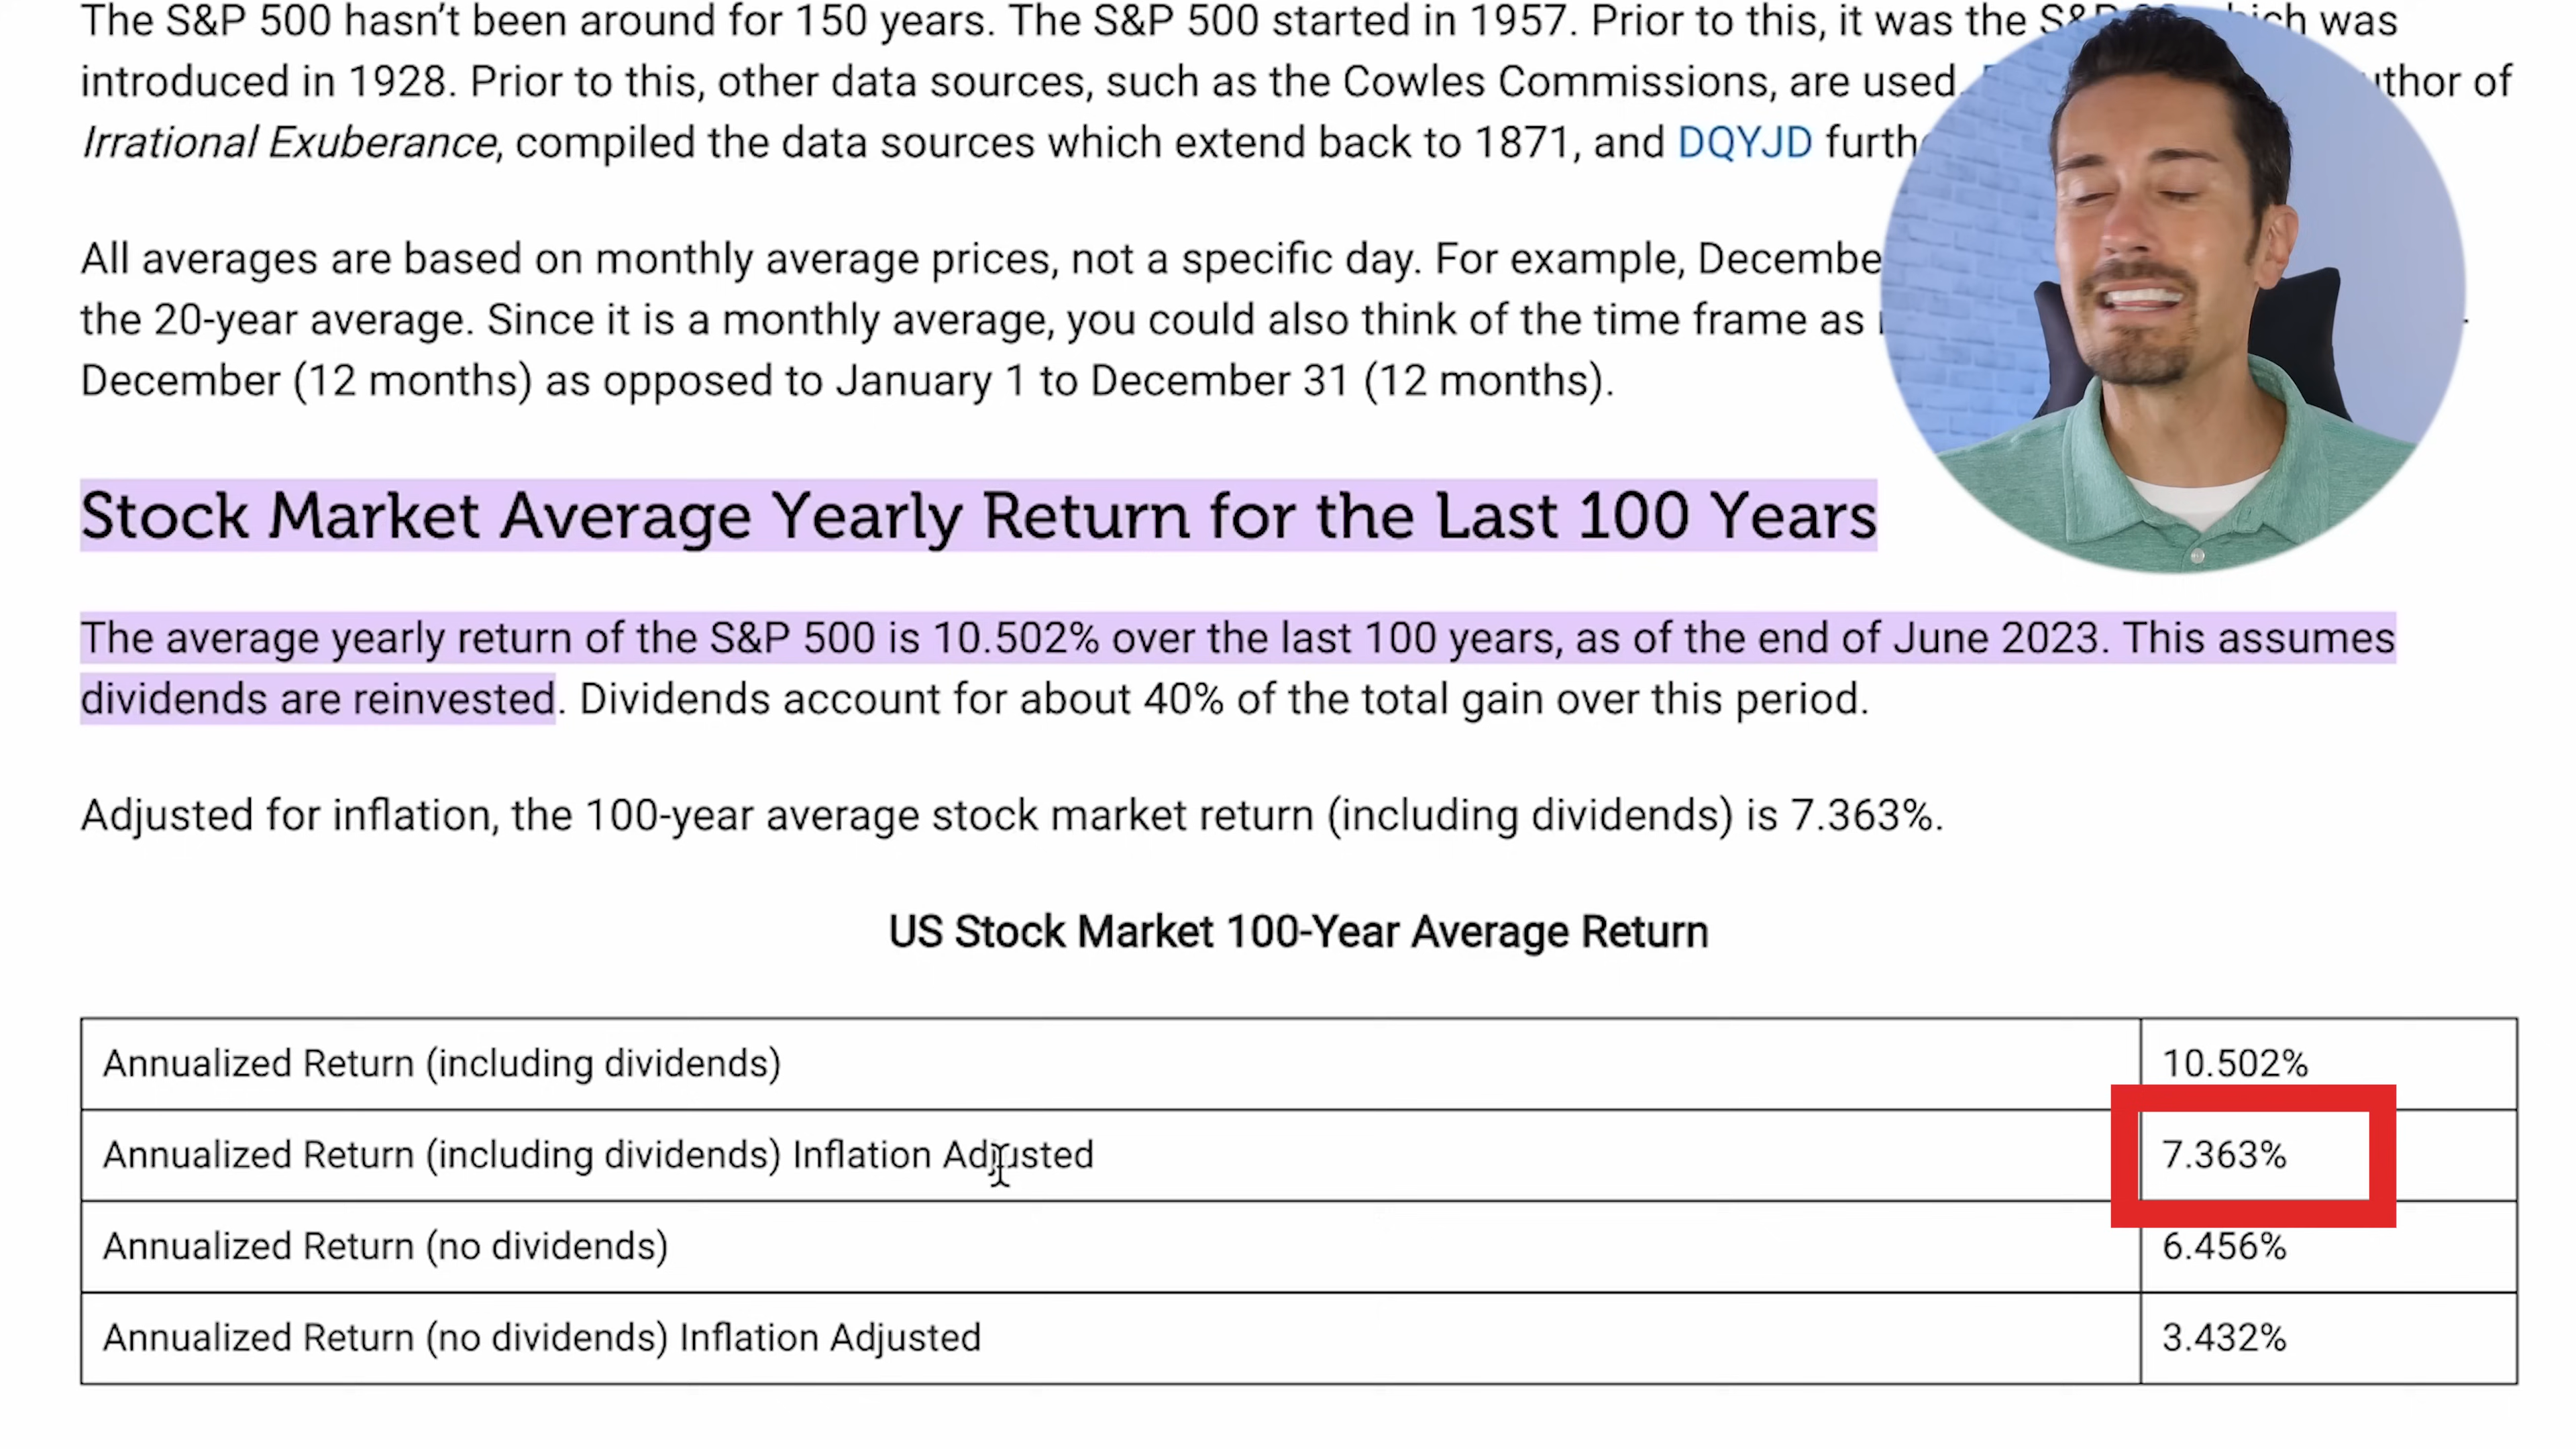 The S&P 500 hasn't been around for 150 years. The S&P 500 started in 1957. Prior to this, it was the which was
introduced in 1928. Prior to this, other data sources, such as the Cowles Commissions, are used. author of
Irrational Exuberance, compiled the data sources which extend back to 1871, and DQYJD
All averages are based on monthly average prices, not a specific day. For example,
the 20-year average. Since it is a monthly average, you could also think of the time frame as
December (12 months) as opposed to January 1 to December 31 (12 months).
Stock Market Average Yearly Return for the Last 100 Years
The average yearly return of the S&P 500 is 10.502% over the last 100 years, as of the end of June 2023. This assumes
dividends are reinvested. Dividends account for about 40% of the total gain over this period.
Adjusted for inflation, the 100-year average stock market return (including dividends) is 7.363%.
US Stock Market 100-Year Average Return
Annualized Return (including dividends) 10.502%
Annualized Return (including dividends) Inflation Adjusted 7.363%
Annualized Return (no dividends) 6.456%
Annualized Return (no dividends) Inflation Adjusted 3.432%